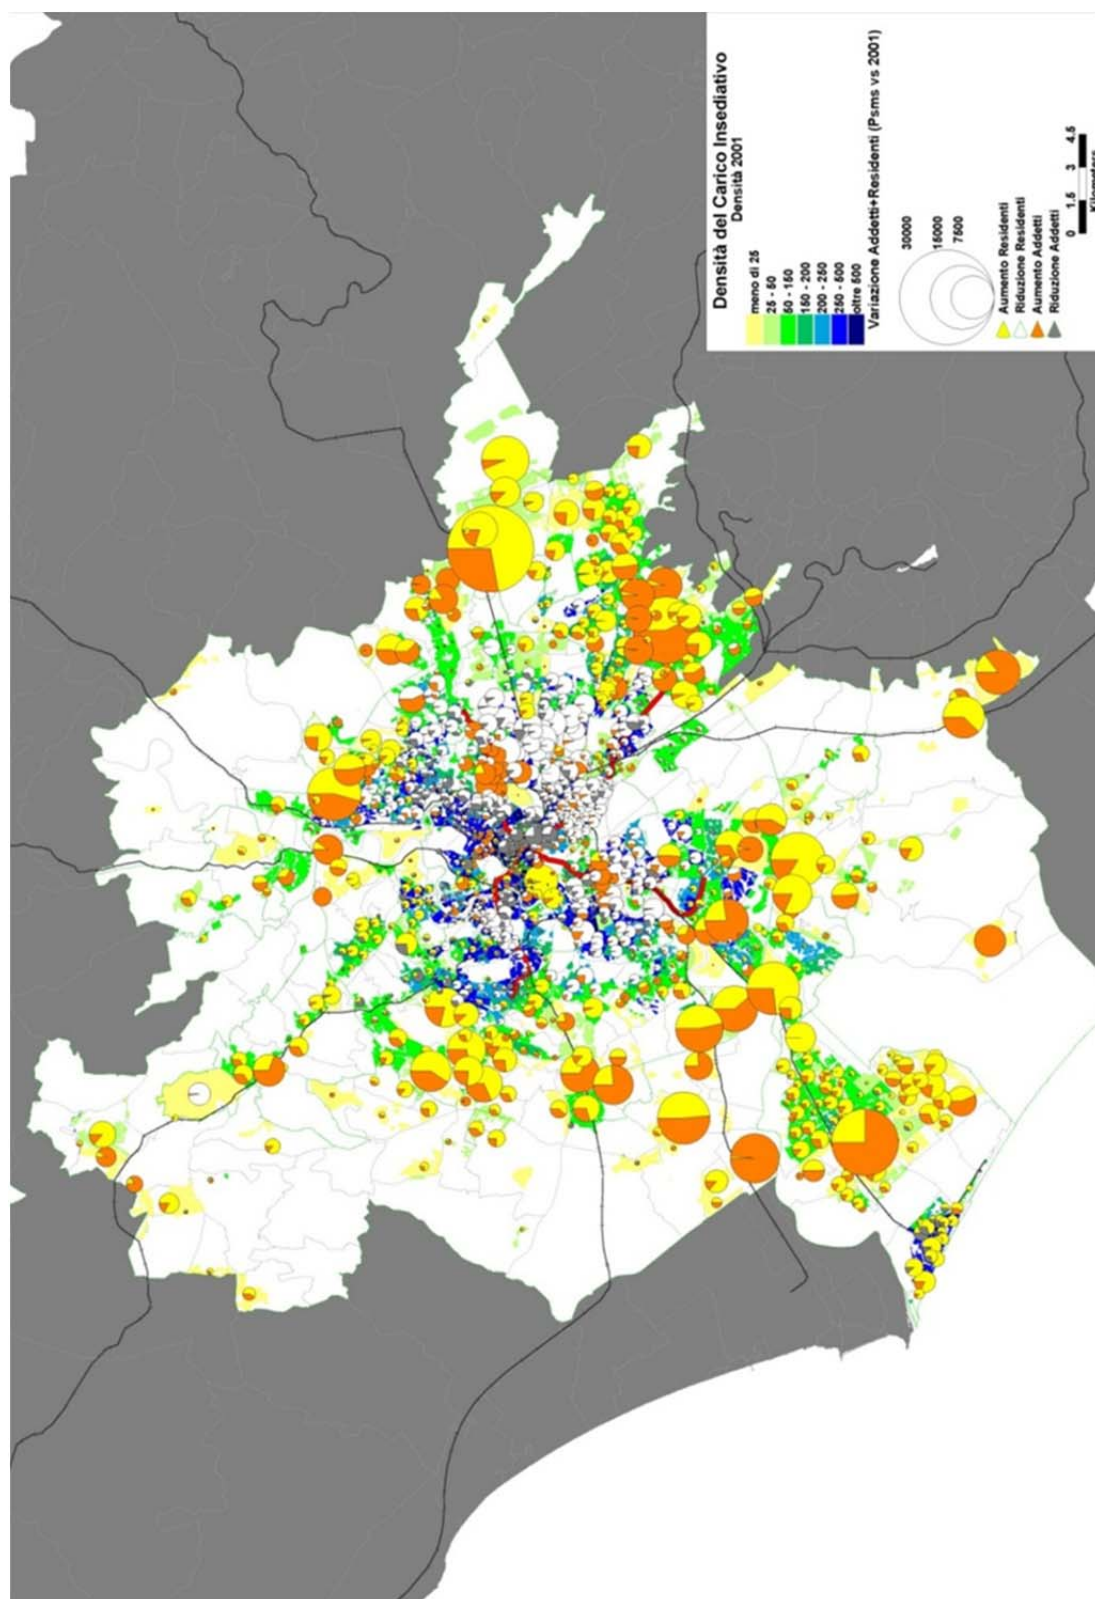 Densità del Carico Insediativo
Densità 2001
meno di 25
25 - 50
50 - 150
150 - 200
200 - 250
250 - 500
oltre 500
Variazione Addetti+Residenti (Psms vs 2001)
30000
15000
7500
Aumento Residenti
Riduzione Residenti
Aumento Addetti
Riduzione Addetti
0 1.5 3 4.5
Kilometers